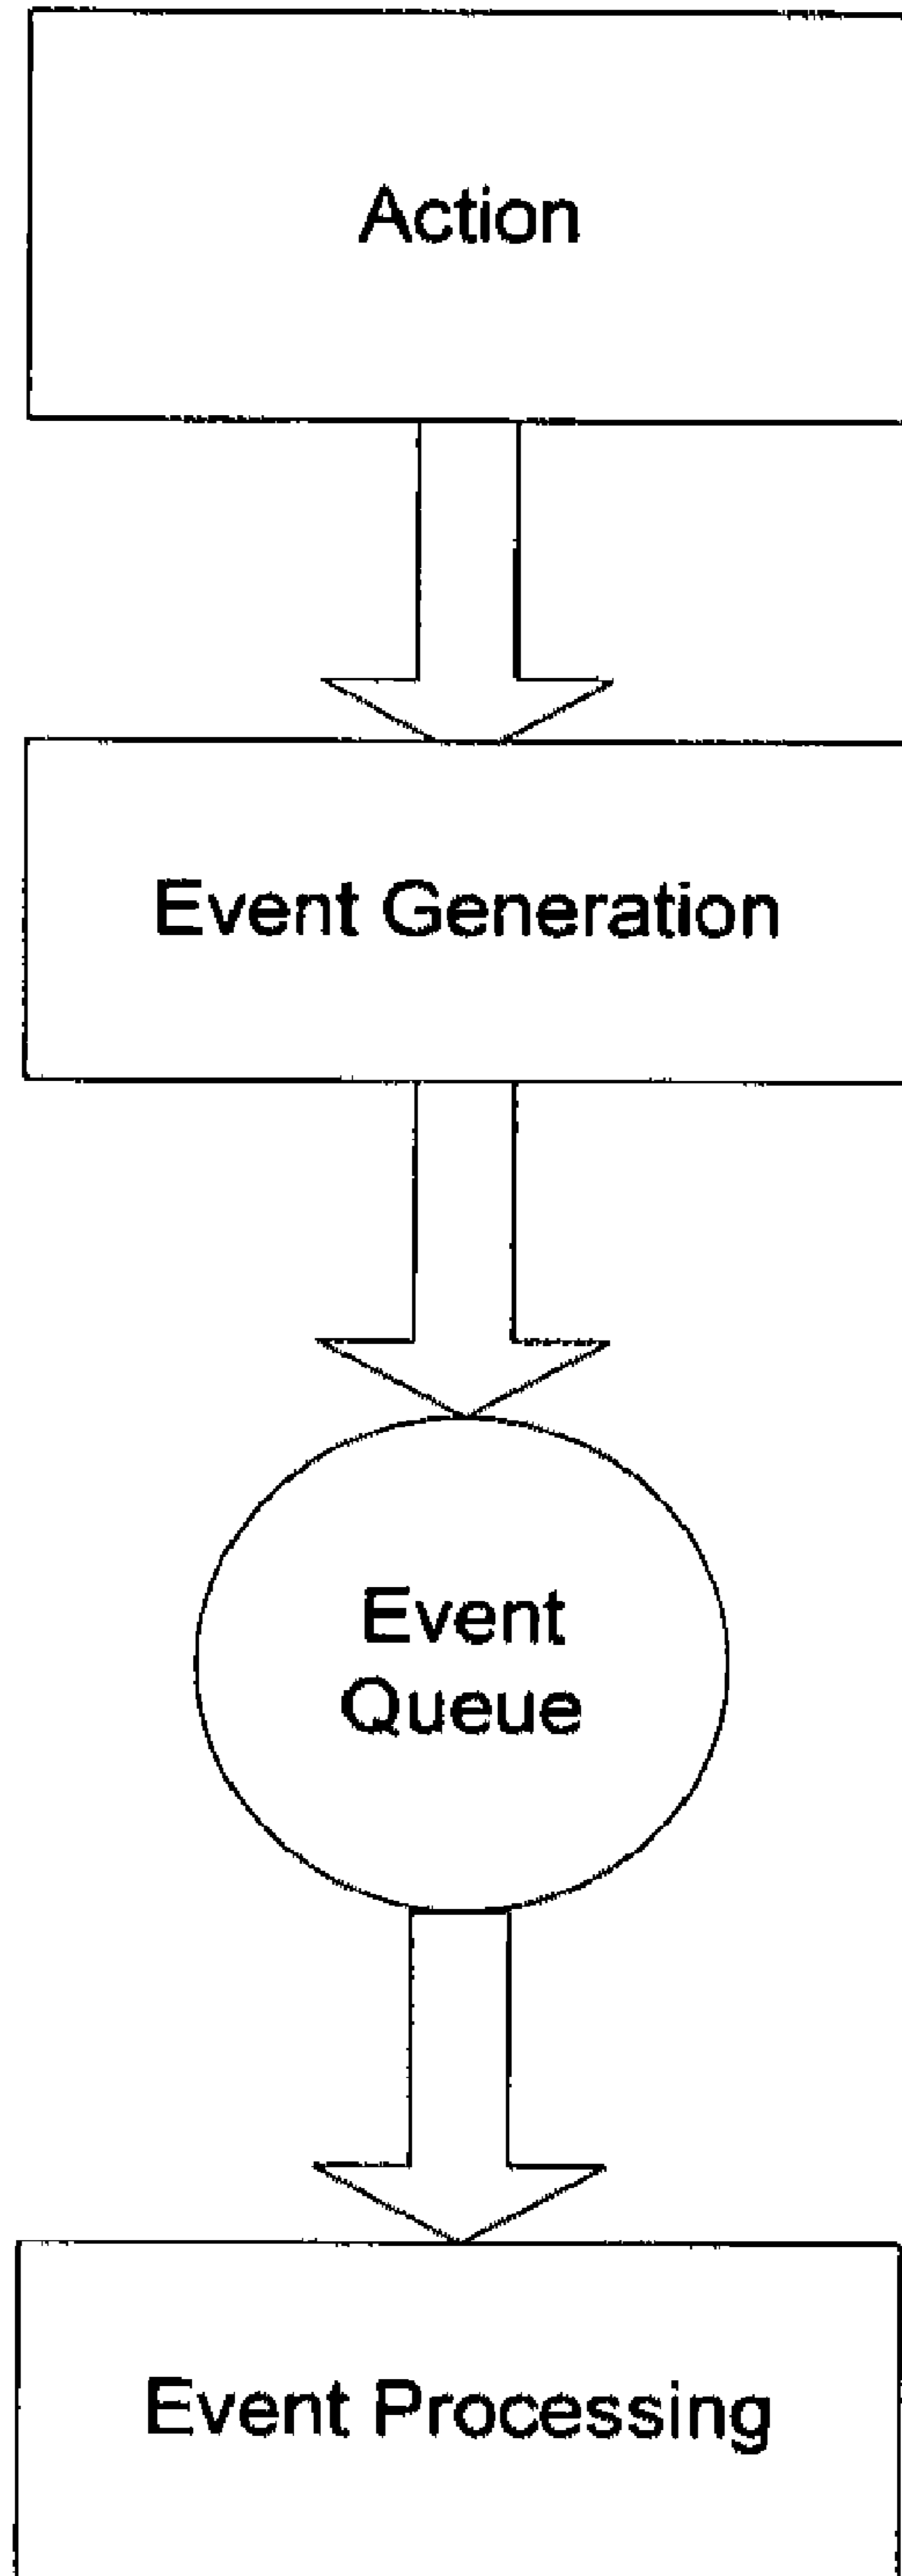 Action
Event Generation
Event
Queue
Event Processing